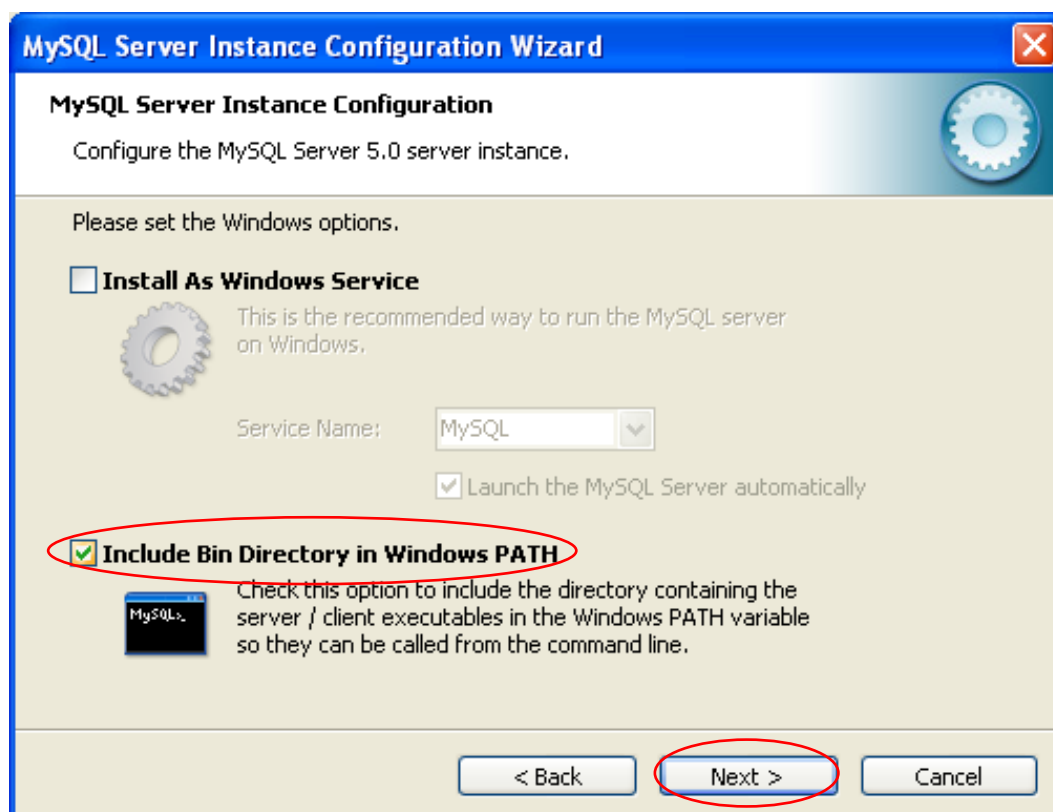 MySQL Server Instance Configuration Wizard
MySQL Server Instance Configuration
Configure the MySQL Server 5.0 server instance.
Please set the Windows options.
Install As Windows Service
This is the recommended way to run the MySQL server
on Windows.
Service Name:
MySQL
Launch the MySQL Server automatically
Include Bin Directory in Windows PATH
Check this option to include the directory containing the
server / client executables in the Windows PATH variable
so they can be called from the command line.
MySQL>_
< Back
Next >
Cancel